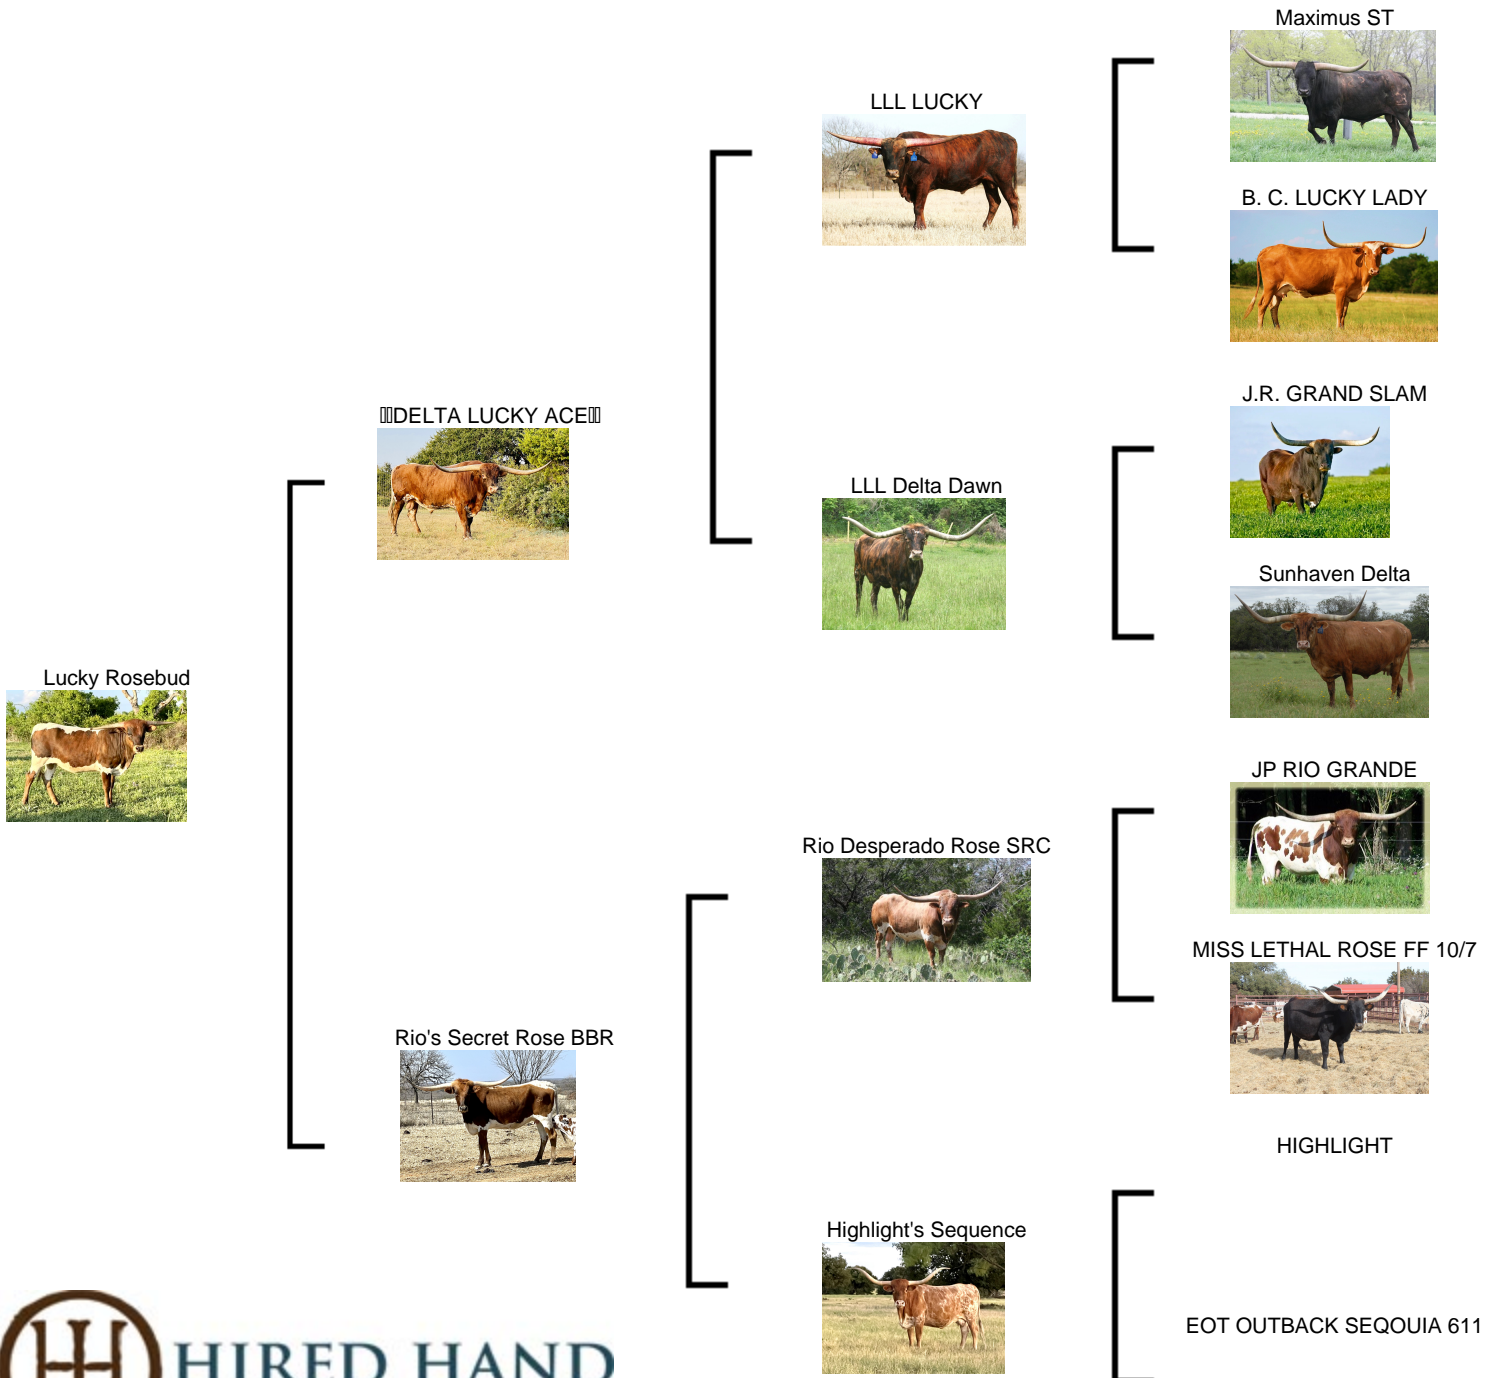 Maximus ST
LLL LUCKY
B. C. LUCKY LADY
DELTA LUCKY ACE
J.R. GRAND SLAM
LLL Delta Dawn
Sunhaven Delta
Lucky Rosebud
JP RIO GRANDE
Rio Desperado Rose SRC
MISS LETHAL ROSE FF 10/7
Rio's Secret Rose BBR
HIGHLIGHT
Highlight's Sequence
EOT OUTBACK SEQOUIA 611
HIRED HAND